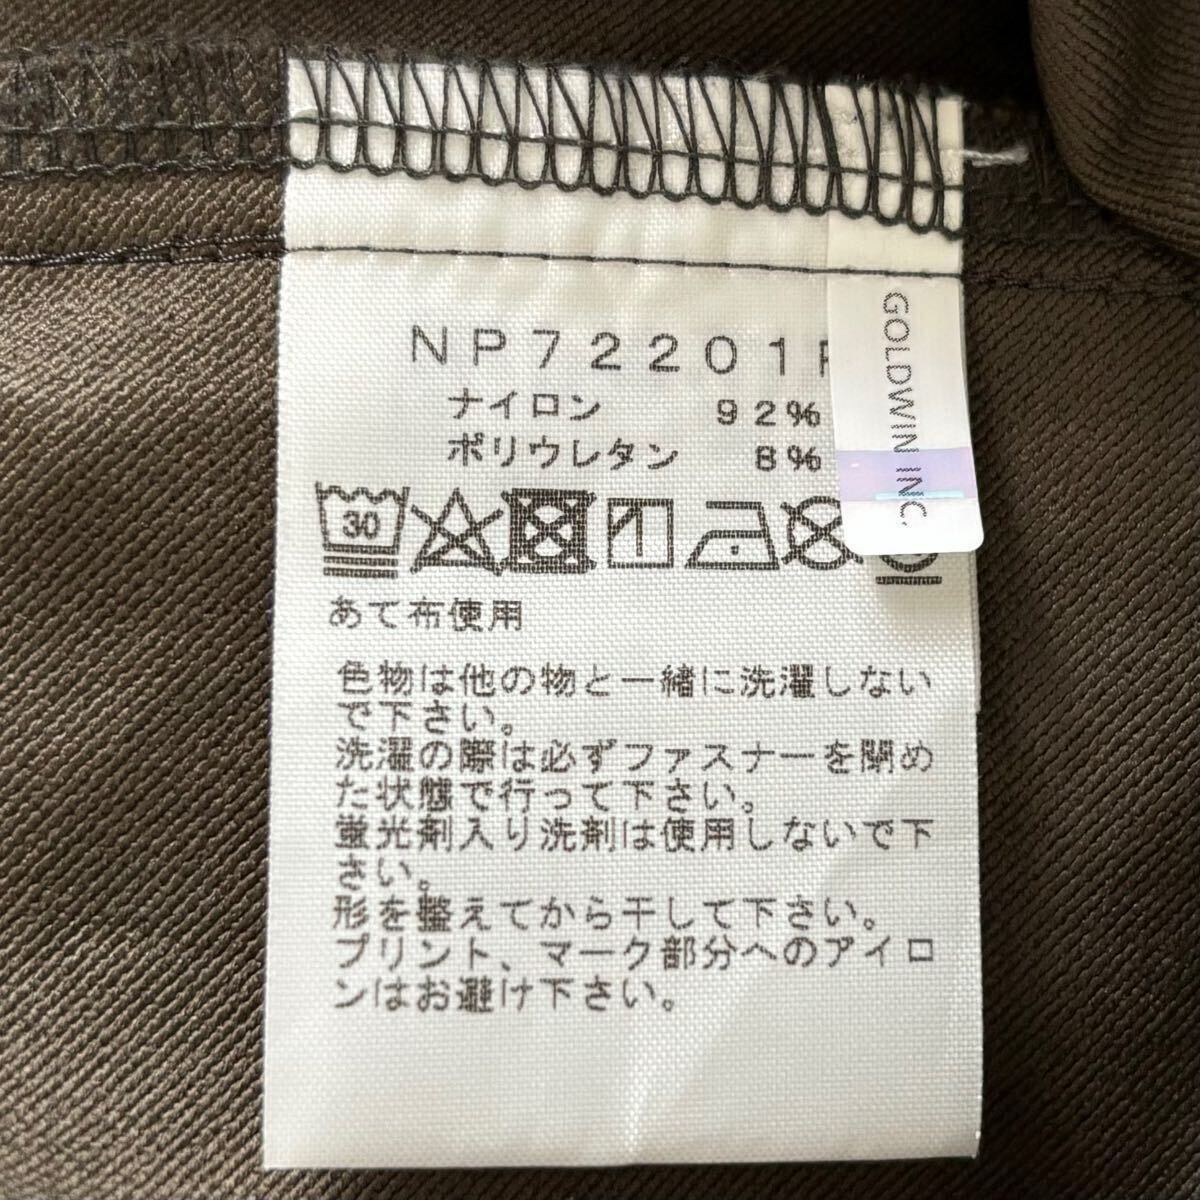 NP72201R
ナイロン 92%
ポリウレタン 8%
GOLDWIN INC.
30
あて布使用
色物は他の物と一緒に洗濯しない
で下さい。
洗濯の際は必ずファスナーを閉め
た状態で行って下さい。
蛍光剤入り洗剤は使用しないで下
さい。
形を整えてから干して下さい。
プリント、マーク部分へのアイロ
ンはお避け下さい。